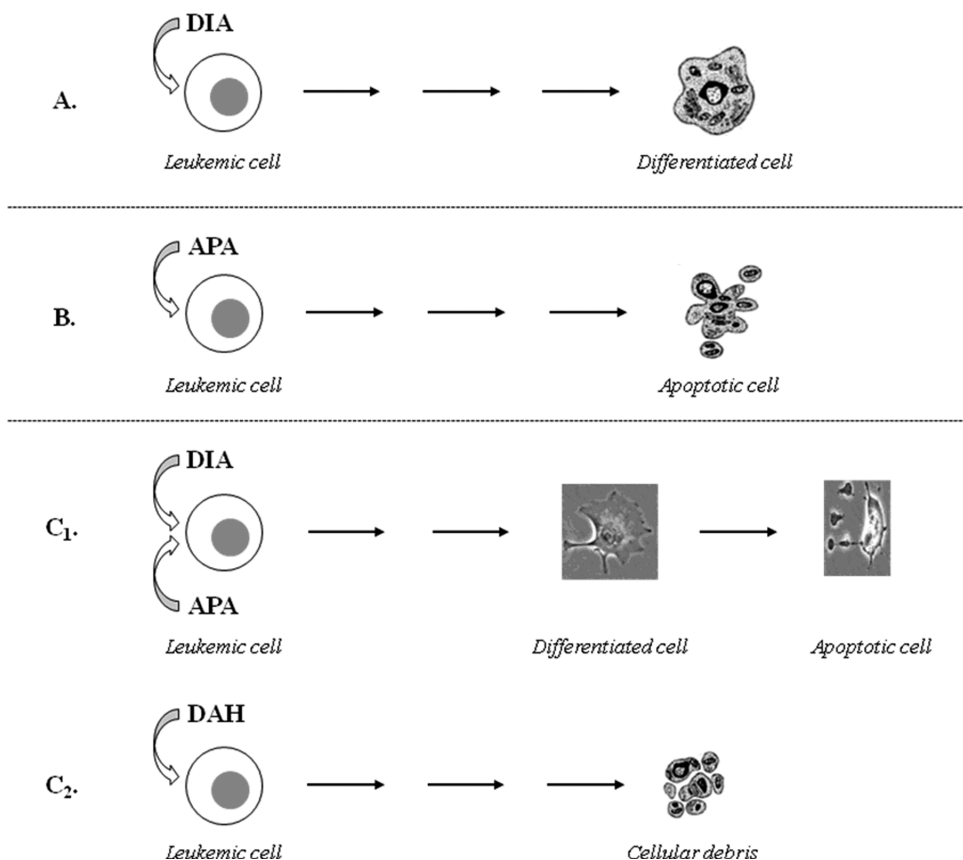 DIA
A.
Leukemic cell
Differentiated cell
APA
B.
Leukemic cell
Apoptotic cell
DIA
C₁.
APA
Leukemic cell
Differentiated cell
Apoptotic cell
DAH
C₂.
Leukemic cell
Cellular debris